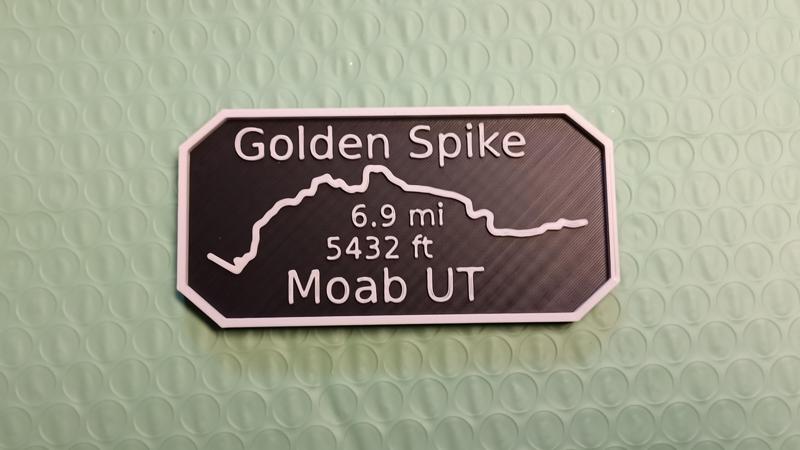 Golden Spike
6.9 mi
5432 ft
Moab UT